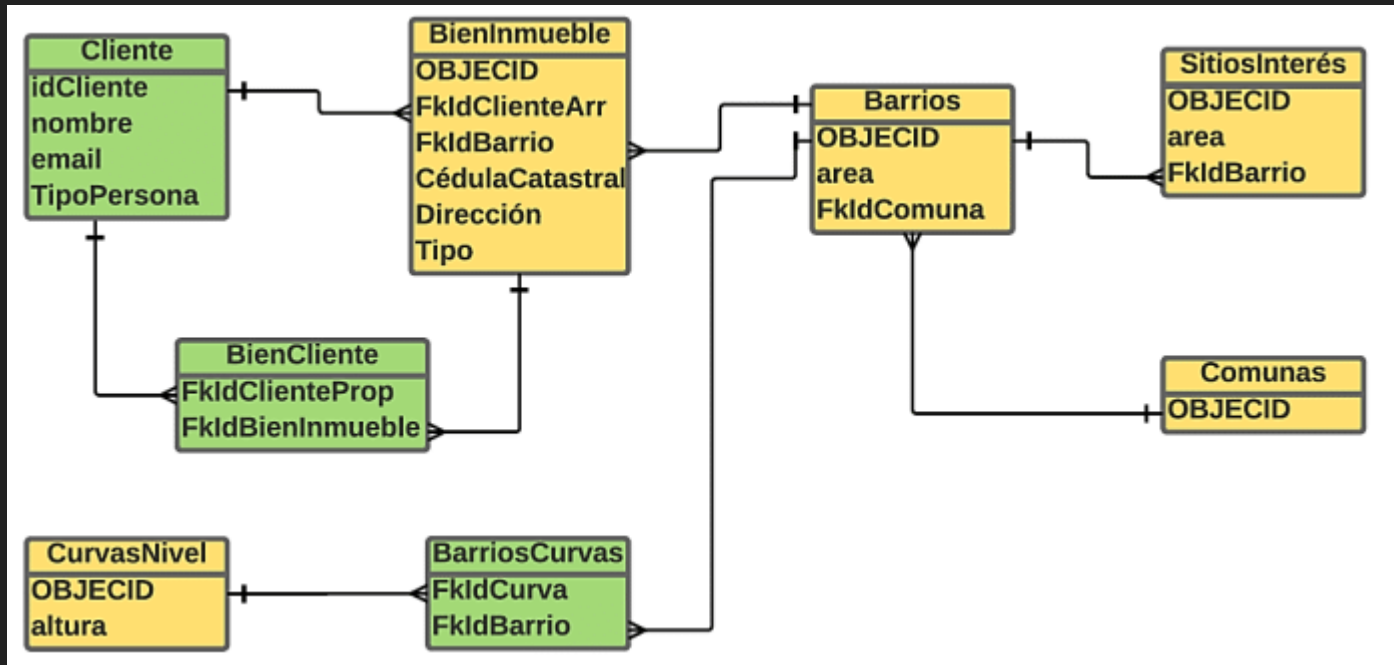 Cliente
idCliente
nombre
email
TipoPersona
BienInmueble
OBJECID
FkIdClienteArr
FkIdBarrio
CédulaCatastral
Dirección
Tipo
Barrios
OBJECID
area
FkIdComuna
SitiosInterés
OBJECID
area
FkIdBarrio
BienCliente
FkIdClienteProp
FkIdBienInmueble
Comunas
OBJECID
CurvasNivel
OBJECID
altura
BarriosCurvas
FkIdCurva
FkIdBarrio